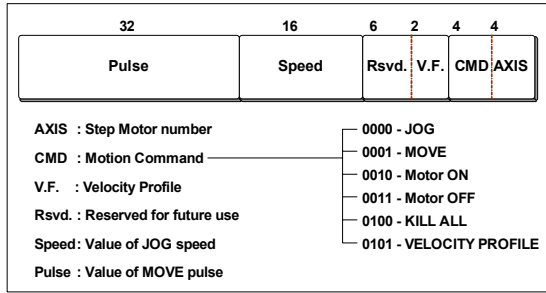 32 16 6 2 4 4
Pulse Speed Rsvd. V.F. CMD AXIS
AXIS : Step Motor number
CMD : Motion Command
V.F. : Velocity Profile
Rsvd. : Reserved for future use
Speed: Value of JOG speed
Pulse : Value of MOVE pulse
0000 - JOG
0001 - MOVE
0010 - Motor ON
0011 - Motor OFF
0100 - KILL ALL
0101 - VELOCITY PROFILE